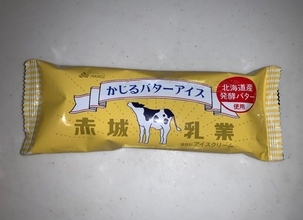 かじるバターアイス
北海道産
発酵バター
使用
赤城乳業
アイスクリーム